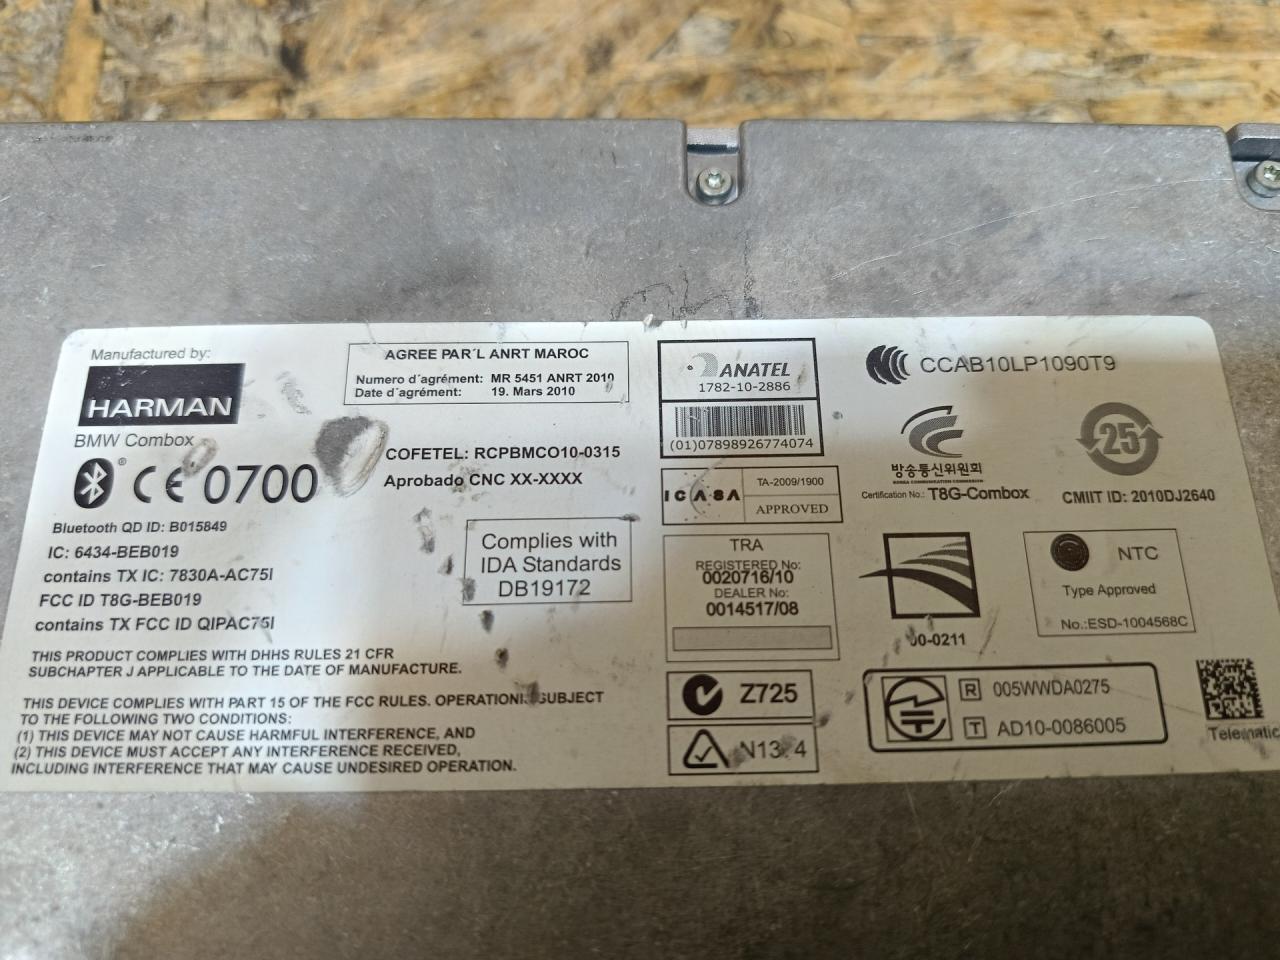 Manufactured by:
HARMAN
BMW Combox
CE 0700
Bluetooth QD ID: B015849
IC: 6434-BEB019
contains TX IC: 7830A-AC75I
FCC ID T8G-BEB019
contains TX FCC ID QIPAC75I
THIS PRODUCT COMPLIES WITH DHHS RULES 21 CFR
SUBCHAPTER J APPLICABLE TO THE DATE OF MANUFACTURE.
THIS DEVICE COMPLIES WITH PART 15 OF THE FCC RULES. OPERATION SUBJECT
TO THE FOLLOWING TWO CONDITIONS:
(1) THIS DEVICE MAY NOT CAUSE HARMFUL INTERFERENCE, AND
(2) THIS DEVICE MUST ACCEPT ANY INTERFERENCE RECEIVED,
INCLUDING INTERFERENCE THAT MAY CAUSE UNDESIRED OPERATION.
AGREE PAR´L ANRT MAROC
Numero d´agrément: MR 5451 ANRT 2010
Date d´agrément: 19. Mars 2010
COFETEL: RCPBMCO10-0315
Aprobado CNC XX-XXXX
Complies with
IDA Standards
DB19172
ANATEL
1782-10-2886
(01)07898926774074
ICASA
TA-2009/1900
APPROVED
TRA
REGISTERED No:
0020716/10
DEALER No:
0014517/08
Z725
CCAB10LP1090T9
방송통신위원회
KOREA COMMUNICATIONS COMMISSION
Certification No.: T8G-Combox
25
CMIIT ID: 2010DJ2640
NTC
Type Approved
No.:ESD-1004568C
R 005WWDA0275
T AD10-0086005
Telematic